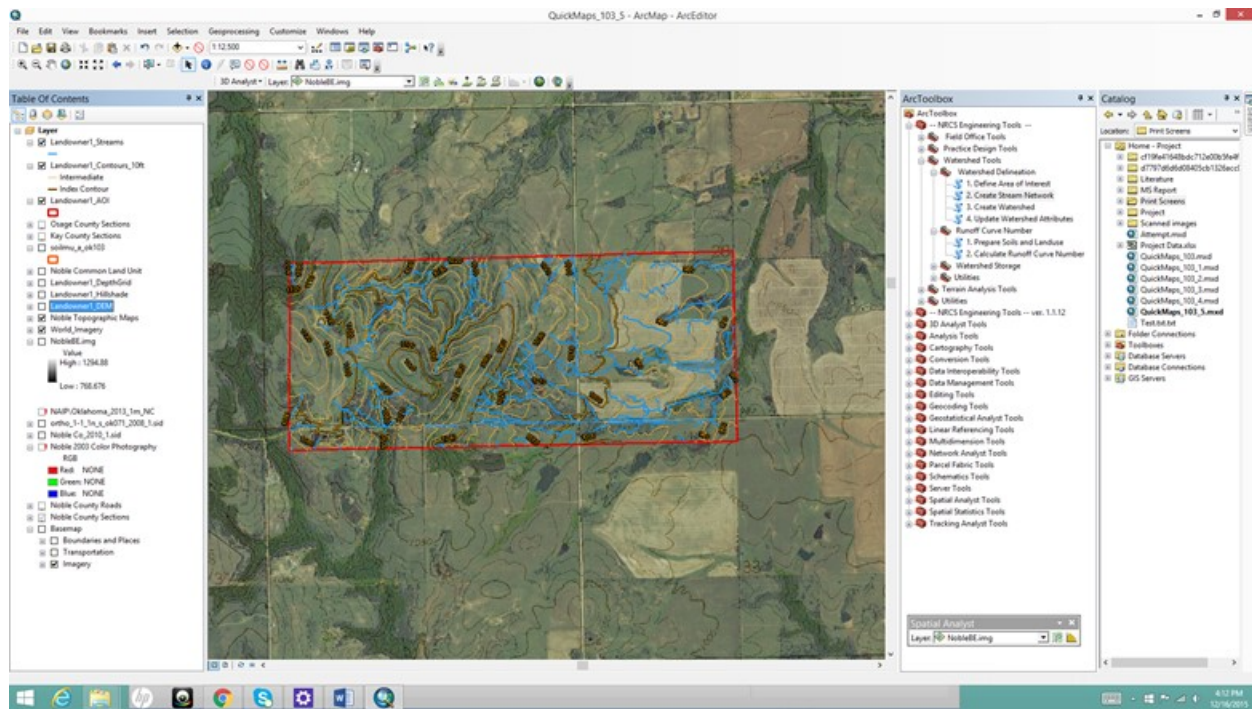 QuickMaps_103_5 - ArcMap - ArcEditor
File Edit View Bookmarks Insert Selection Geoprocessing Customize Windows Help
1:12,500
3D Analyst Layer: NobleBE.img
Table Of Contents
Layer
Landowner1_Streams
Landowner1_Contours_10ft
Intermediate
Index Contour
Landowner1_AOI
Osage County Sections
Kay County Sections
soilmu_a_ok103
Noble Common Land Unit
Landowner1_DepthGrid
Landowner1_Hillshade
Landowner1_DEM
Noble Topographic Maps
World_Imagery
NobleBE.img
Value
High : 1294.88
Low : 768.676
NAIP\Oklahoma_2013_1m_NC
ortho_1-1_1n_s_ok071_2008_1.sid
Noble Co_2010_1.sid
Noble 2003 Color Photography
RGB
Red: NONE
Green: NONE
Blue: NONE
Noble County Roads
Noble County Sections
Basemap
Boundaries and Places
Transportation
Imagery
ArcToolbox
ArcToolbox
-- NRCS Engineering Tools --
Field Office Tools
Practice Design Tools
Watershed Tools
Watershed Delineation
1. Define Area of Interest
2. Create Stream Network
3. Create Watershed
4. Update Watershed Attributes
Runoff Curve Number
1. Prepare Soils and Landuse
2. Calculate Runoff Curve Number
Watershed Storage
Utilities
Terrain Analysis Tools
Utilities
-- NRCS Engineering Tools -- ver. 1.1.12
3D Analyst Tools
Analysis Tools
Cartography Tools
Conversion Tools
Data Interoperability Tools
Data Management Tools
Editing Tools
Geocoding Tools
Geostatistical Analyst Tools
Linear Referencing Tools
Multidimension Tools
Network Analyst Tools
Parcel Fabric Tools
Schematics Tools
Server Tools
Spatial Analyst Tools
Spatial Statistics Tools
Tracking Analyst Tools
Spatial Analyst
Layer: NobleBE.img
Catalog
Location: Print Screens
Home - Project
Literature
MS Report
Print Screens
Project
Scanned images
Attempt.mxd
Project Data.xlsx
QuickMaps_103.mxd
QuickMaps_103_1.mxd
QuickMaps_103_2.mxd
QuickMaps_103_3.mxd
QuickMaps_103_4.mxd
QuickMaps_103_5.mxd
Test.txt.txt
Folder Connections
Toolboxes
Database Servers
Database Connections
GIS Servers
4:12 PM
12/16/2015